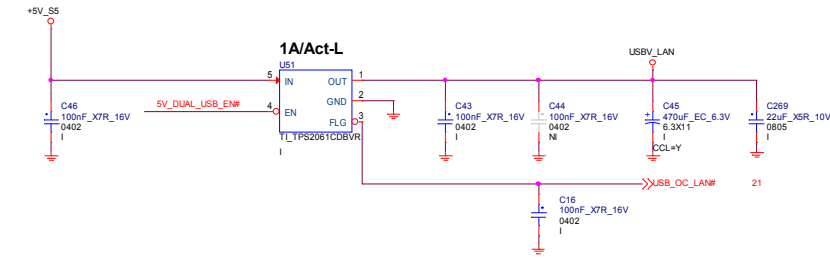 +5V_S5
1A/Act-L
U51
5
IN
OUT
1
GND
2
4
EN
FLG
3
TI_TPS2061CDBVR
I
5V_DUAL_USB_EN#
C46
100nF_X7R_16V
0402
I
C43
100nF_X7R_16V
0402
I
C44
100nF_X7R_16V
0402
NI
USBV_LAN
C45
470uF_EC_6.3V
6.3X11
I
CCL=Y
C269
22uF_X5R_10V
0805
I
USB_OC_LAN#
21
C16
100nF_X7R_16V
0402
I